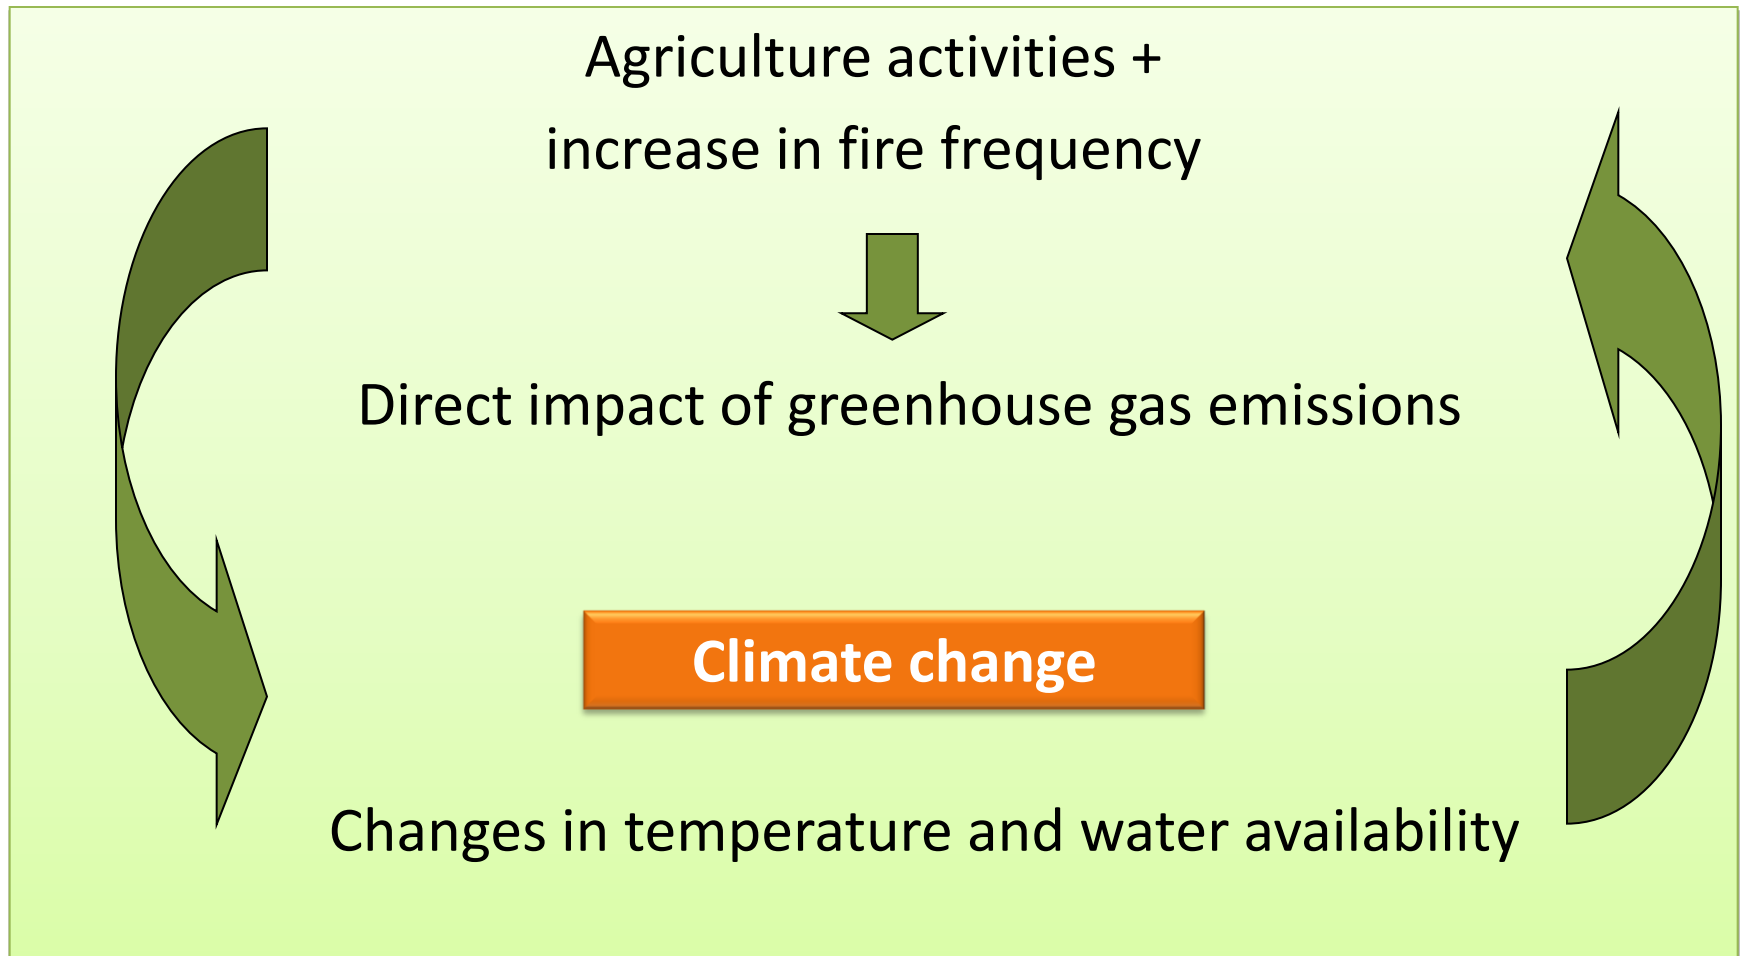 Agriculture activities +
increase in fire frequency
Direct impact of greenhouse gas emissions
Climate change
Changes in temperature and water availability